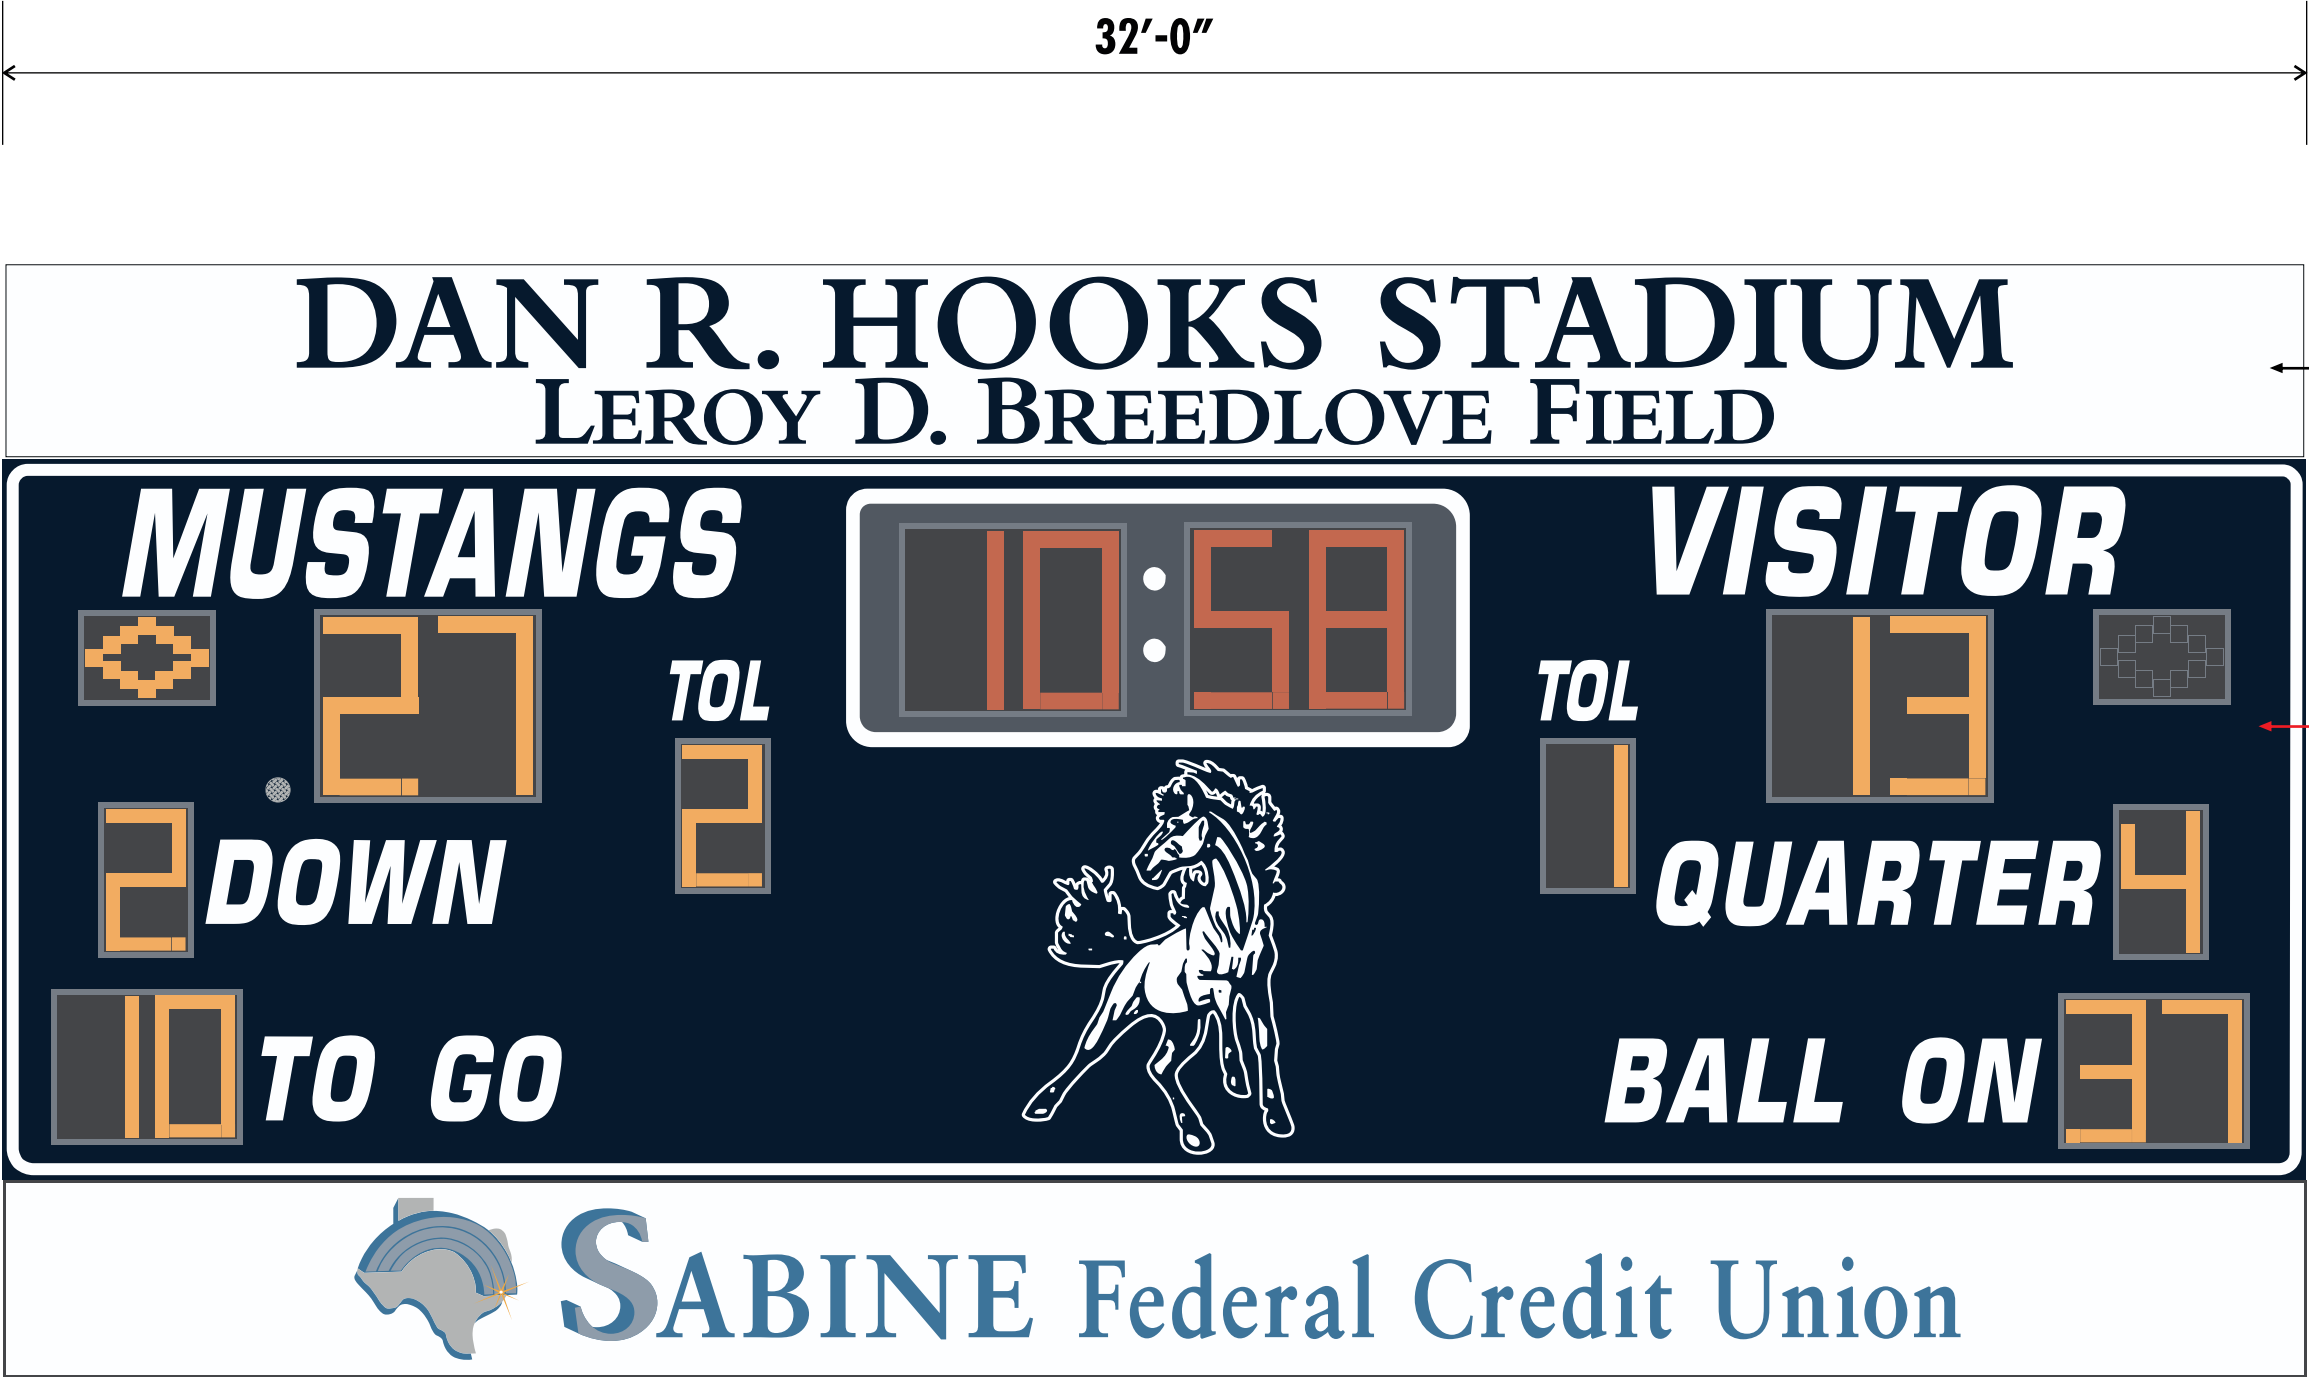 32'-0"
DAN R. HOOKS STADIUM
LEROY D. BREEDLOVE FIELD
MUSTANGS
10:58
VISITOR
27
13
TOL
TOL
2
1
2 DOWN
QUARTER 4
10 TO GO
BALL ON 37
SABINE Federal Credit Union